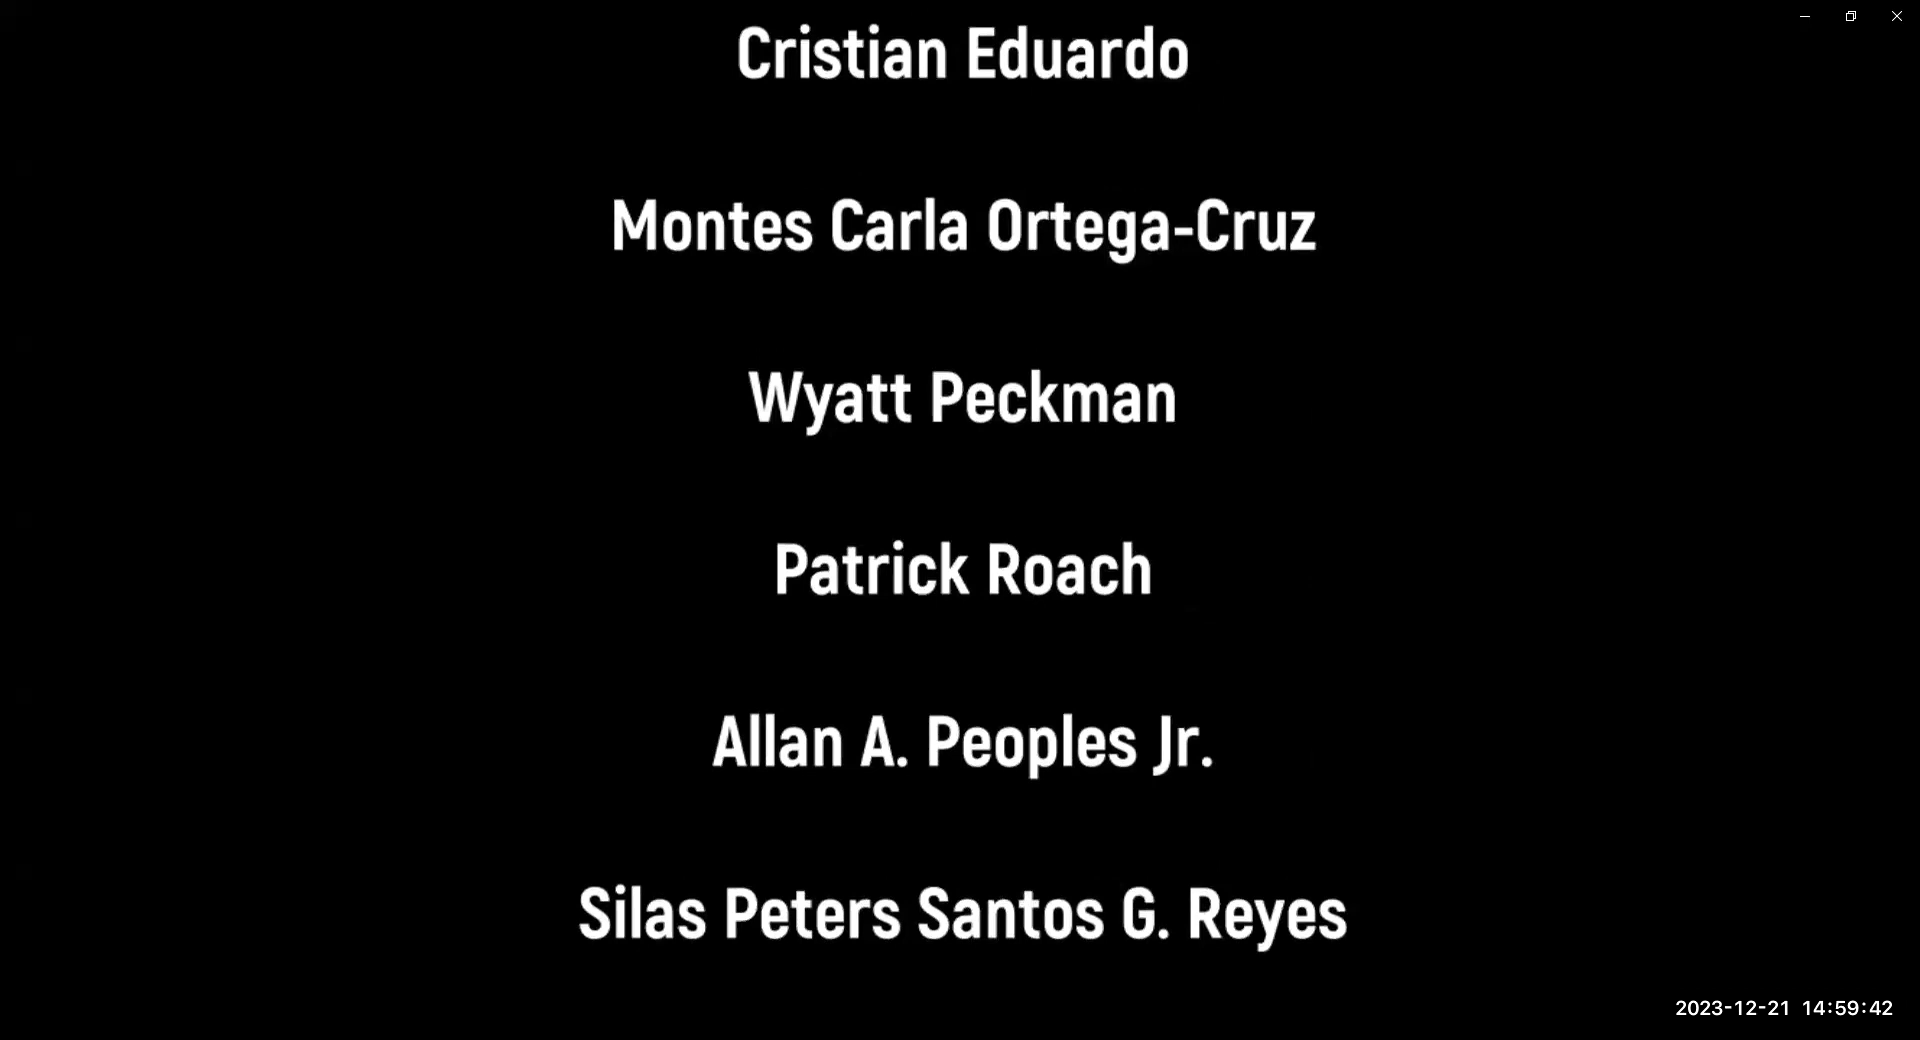 Cristian Eduardo
Montes Carla Ortega-Cruz
Wyatt Peckman
Patrick Roach
Allan A. Peoples Jr.
Silas Peters Santos G. Reyes
2023-12-21 14:59:42